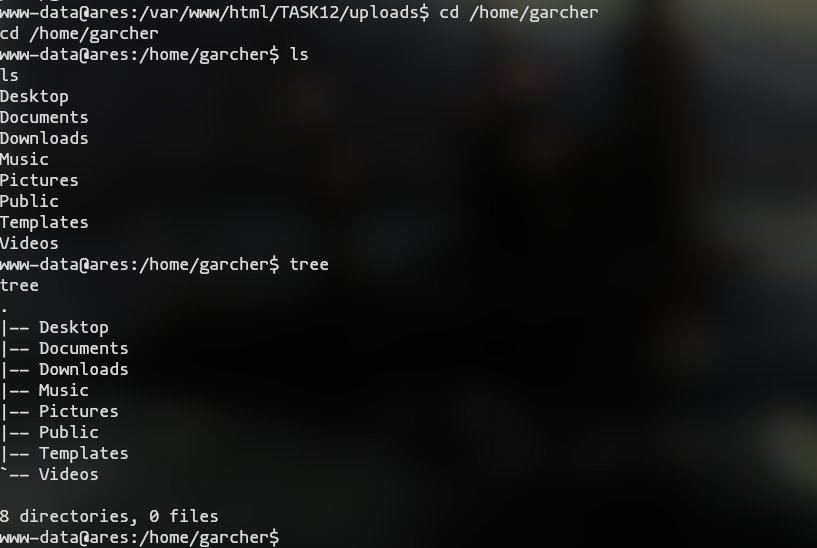 www-data@ares:/var/www/html/TASK12/uploads$ cd /home/garcher
cd /home/garcher
www-data@ares:/home/garcher$ ls
ls
Desktop
Documents
Downloads
Music
Pictures
Public
Templates
Videos
www-data@ares:/home/garcher$ tree
tree
.
|-- Desktop
|-- Documents
|-- Downloads
|-- Music
|-- Pictures
|-- Public
|-- Templates
`-- Videos

8 directories, 0 files
www-data@ares:/home/garcher$